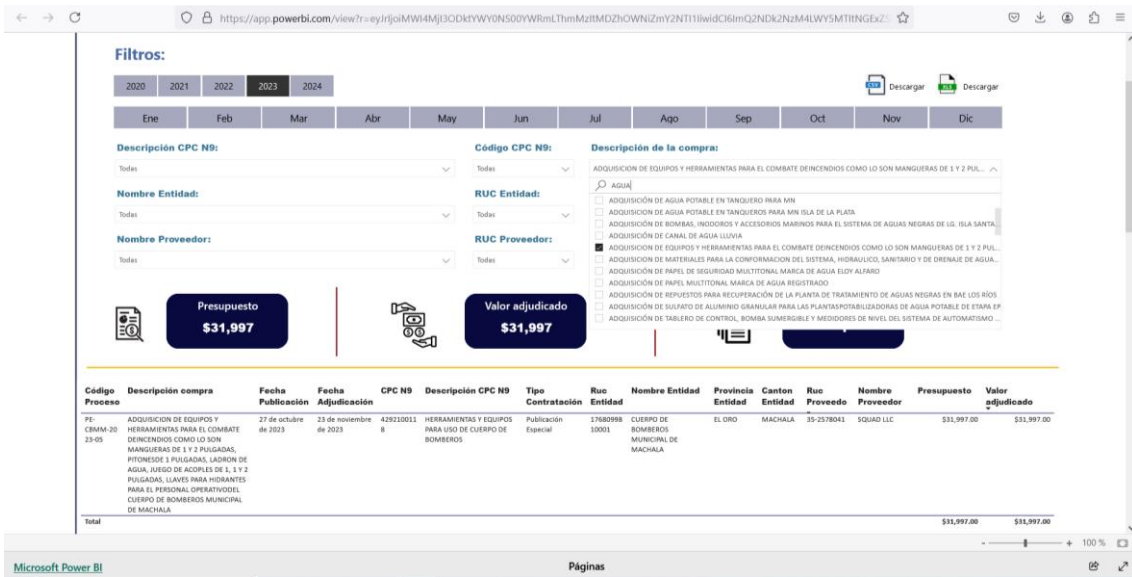 https://app.powerbi.com/view?r=
Filtros:
2020 2021 2022 2023 2024
CSV Descargar XLS Descargar
Ene Feb Mar Abr May Jun Jul Ago Sep Oct Nov Dic
Descripción CPC N9: Código CPC N9: Descripción de la compra:
Todas Todas ADQUISICION DE EQUIPOS Y HERRAMIENTAS PARA EL COMBATE DEINCENDIOS COMO LO SON MANGUERAS DE 1 Y 2 PUL...
AGUA
Nombre Entidad: RUC Entidad:
ADQUISICIÓN DE AGUA POTABLE EN TANQUERO PARA MN
Todas Todas
ADQUISICIÓN DE AGUA POTABLE EN TANQUEROS PARA MN ISLA DE LA PLATA
ADQUISICIÓN DE BOMBAS, INODOROS Y ACCESORIOS MARINOS PARA EL SISTEMA DE AGUAS NEGRAS DE LG. ISLA SANTA...
ADQUISICIÓN DE CANAL DE AGUA LLUVIA
Nombre Proveedor: RUC Proveedor:
ADQUISICION DE EQUIPOS Y HERRAMIENTAS PARA EL COMBATE DEINCENDIOS COMO LO SON MANGUERAS DE 1 Y 2 PUL...
Todas Todas
ADQUISICIÓN DE MATERIALES PARA LA CONFORMACION DEL SISTEMA, HIDRAULICO, SANITARIO Y DE DRENAJE DE AGUA...
ADQUISICIÓN DE PAPEL DE SEGURIDAD MULTITONAL MARCA DE AGUA ELOY ALFARO
ADQUISICIÓN DE PAPEL MULTITONAL MARCA DE AGUA REGISTRADO
ADQUISICIÓN DE REPUESTOS PARA RECUPERACIÓN DE LA PLANTA DE TRATAMIENTO DE AGUAS NEGRAS EN BAE LOS RÍOS
ADQUISICIÓN DE SULFATO DE ALUMINIO GRANULAR PARA LAS PLANTASPOTABILIZADORAS DE AGUA POTABLE DE ETAPA EP
ADQUISICIÓN DE TABLERO DE CONTROL, BOMBA SUMERGIBLE Y MEDIDORES DE NIVEL DEL SISTEMA DE AUTOMATISMO ...
Presupuesto Valor adjudicado
$31,997 $31,997
Código Descripción compra Fecha Fecha CPC N9 Descripción CPC N9 Tipo Ruc Nombre Entidad Provincia Canton Ruc Nombre Presupuesto Valor
Proceso Publicación Adjudicación Contratación Entidad Entidad Entidad Proveedo Proveedor adjudicado
PE- ADQUISICION DE EQUIPOS Y 27 de octubre 23 de noviembre 429210011 HERRAMIENTAS Y EQUIPOS Publicación 17680998 CUERPO DE EL ORO MACHALA 35-2578041 SQUAD LLC $31,997.00 $31,997.00
CBMM-20 HERRAMIENTAS PARA EL COMBATE de 2023 de 2023 8 PARA USO DE CUERPO DE Especial 10001 BOMBEROS
23-05 DEINCENDIOS COMO LO SON BOMBEROS MUNICIPAL DE
MANGUERAS DE 1 Y 2 PULGADAS, MACHALA
PITONESDE 1 PULGADAS, LADRON DE
AGUA, JUEGO DE ACOPLES DE 1, 1 Y 2
PULGADAS, LLAVES PARA HIDRANTES
PARA EL PERSONAL OPERATIVODEL
CUERPO DE BOMBEROS MUNICIPAL
DE MACHALA
Total $31,997.00 $31,997.00
- + 100 %
Microsoft Power BI Páginas